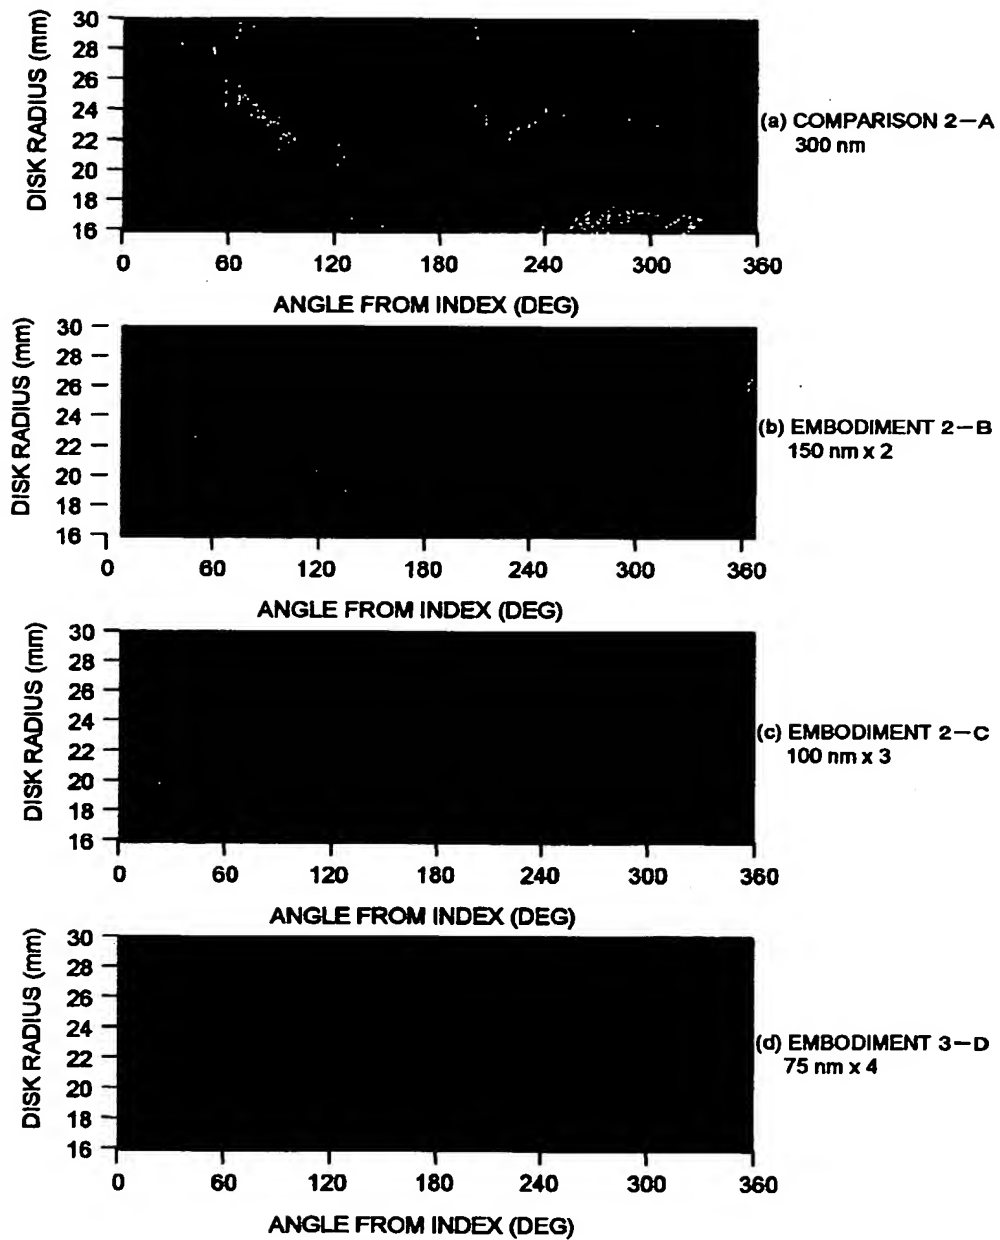 DISK RADIUS (mm)
30
28
26
24
22
20
18
16
0 60 120 180 240 300 360
ANGLE FROM INDEX (DEG)
(a) COMPARISON 2-A
300 nm
DISK RADIUS (mm)
30
28
26
24
22
20
18
16
0 60 120 180 240 300 360
ANGLE FROM INDEX (DEG)
(b) EMBODIMENT 2-B
150 nm x 2
DISK RADIUS (mm)
30
28
26
24
22
20
18
16
0 60 120 180 240 300 360
ANGLE FROM INDEX (DEG)
(c) EMBODIMENT 2-C
100 nm x 3
DISK RADIUS (mm)
30
28
26
24
22
20
18
16
0 60 120 180 240 300 360
ANGLE FROM INDEX (DEG)
(d) EMBODIMENT 3-D
75 nm x 4